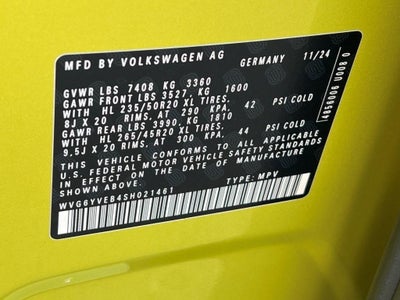 MFD BY VOLKSWAGEN AG GERMANY 11/24
GVWR LBS 7408 KG 3360
GAWR FRONT LBS 3527. KG 1600
WITH HL 235/50R20 XL TIRES.
8J X 20 RIMS. AT 290 KPA 42 PSI COLD
GAWR REAR LBS 3990. KG 1810
WITH HL 265/45R20 XL TIRES.
9,5J X 20 RIMS. AT 300 KPA 44 PSI COLD
THIS VEHICLE CONFORMS TO ALL APPLICABLE
U.S. FEDERAL MOTOR VEHICLE SAFETY STANDARDS
IN EFFECT ON THE DATE OF MANUFACTURE
SHOWN ABOVE
WVG6YVEB4SH021461 TYPE: MPV